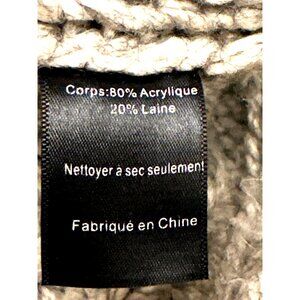 Corps:80% Acrylique
20% Laine
Nettoyer à sec seulement
Fabriqué en Chine